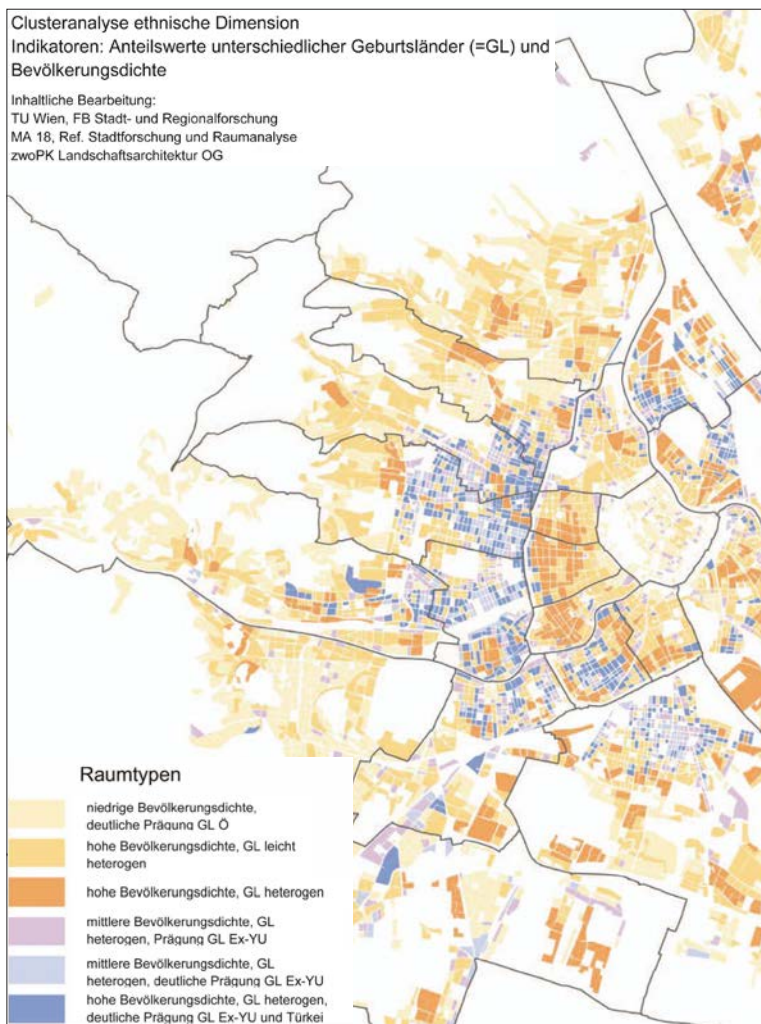 Clusteranalyse ethnische Dimension
Indikatoren: Anteilswerte unterschiedlicher Geburtsländer (=GL) und
Bevölkerungsdichte
Inhaltliche Bearbeitung:
TU Wien, FB Stadt- und Regionalforschung
MA 18, Ref. Stadtforschung und Raumanalyse
zwoPK Landschaftsarchitektur OG
Raumtypen
niedrige Bevölkerungsdichte,
deutliche Prägung GL Ö
hohe Bevölkerungsdichte, GL leicht
heterogen
hohe Bevölkerungsdichte, GL heterogen
mittlere Bevölkerungsdichte, GL
heterogen, Prägung GL Ex-YU
mittlere Bevölkerungsdichte, GL
heterogen, deutliche Prägung GL Ex-YU
hohe Bevölkerungsdichte, GL heterogen,
deutliche Prägung GL Ex-YU und Türkei